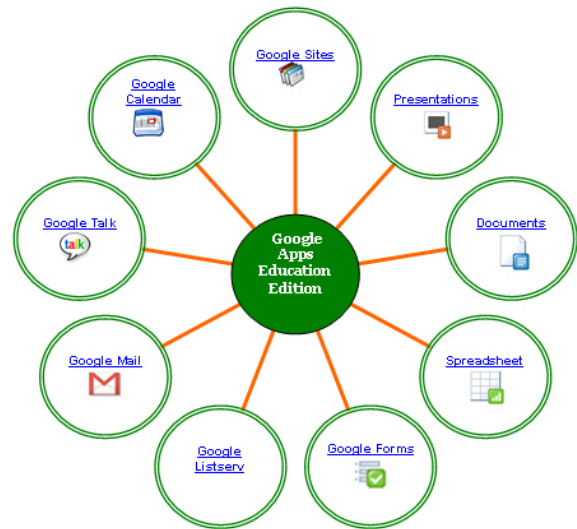 Google Sites
Google
Calendar
Presentations
Google Talk
talk
Documents
Google
Apps
Education
Edition
Google Mail
Spreadsheet
Google
Listserv
Google Forms